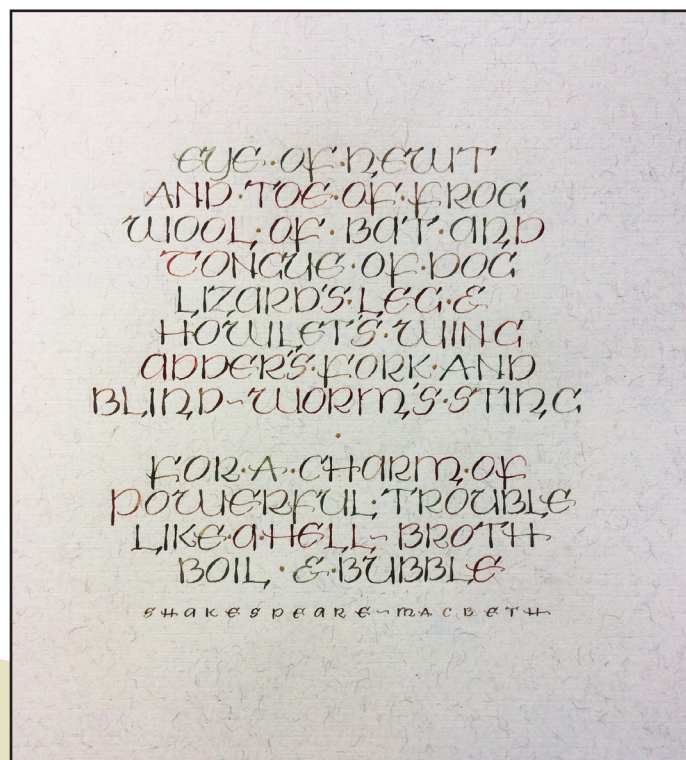 EYE·OF·NEWT
AND·TOE·OF·FROG
WOOL·OF·BAT·AND
TONGUE·OF·DOG
LIZARD'S·LEG·&
HOWLET'S·WING
ADDER'S·FORK·AND
BLIND~WORM'S·STING
·
FOR·A·CHARM·OF
POWERFUL·TROUBLE
LIKE·A·HELL~BROTH
BOIL·&·BUBBLE
SHAKESPEARE~MACBETH